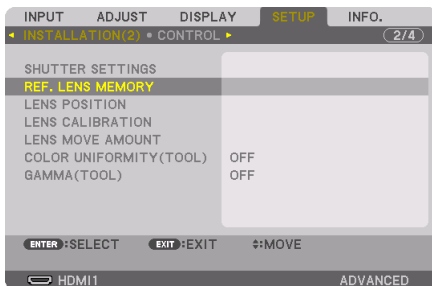 INPUT ADJUST DISPLAY SETUP INFO.
INSTALLATION(2) CONTROL 2/4
SHUTTER SETTINGS
REF. LENS MEMORY
LENS POSITION
LENS CALIBRATION
LENS MOVE AMOUNT
COLOR UNIFORMITY(TOOL) OFF
GAMMA(TOOL) OFF
ENTER:SELECT EXIT:EXIT :MOVE
HDMI1 ADVANCED